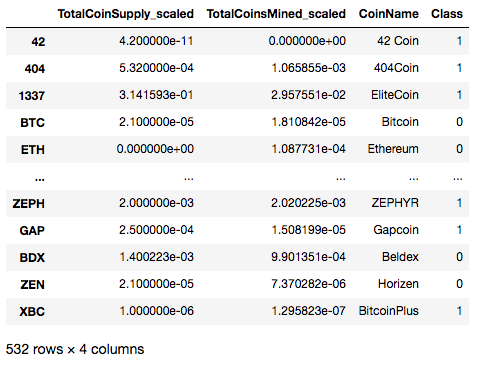 TotalCoinSupply_scaled TotalCoinsMined_scaled CoinName Class
42 4.200000e-11 0.000000e+00 42 Coin 1
404 5.320000e-04 1.065855e-03 404Coin 1
1337 3.141593e-01 2.957551e-02 EliteCoin 1
BTC 2.100000e-05 1.810842e-05 Bitcoin 0
ETH 0.000000e+00 1.087731e-04 Ethereum 0
... ... ... ... ...
ZEPH 2.000000e-03 2.020225e-03 ZEPHYR 1
GAP 2.500000e-04 1.508199e-05 Gapcoin 1
BDX 1.400223e-03 9.901351e-04 Beldex 0
ZEN 2.100000e-05 7.370282e-06 Horizen 0
XBC 1.000000e-06 1.295823e-07 BitcoinPlus 1
532 rows × 4 columns